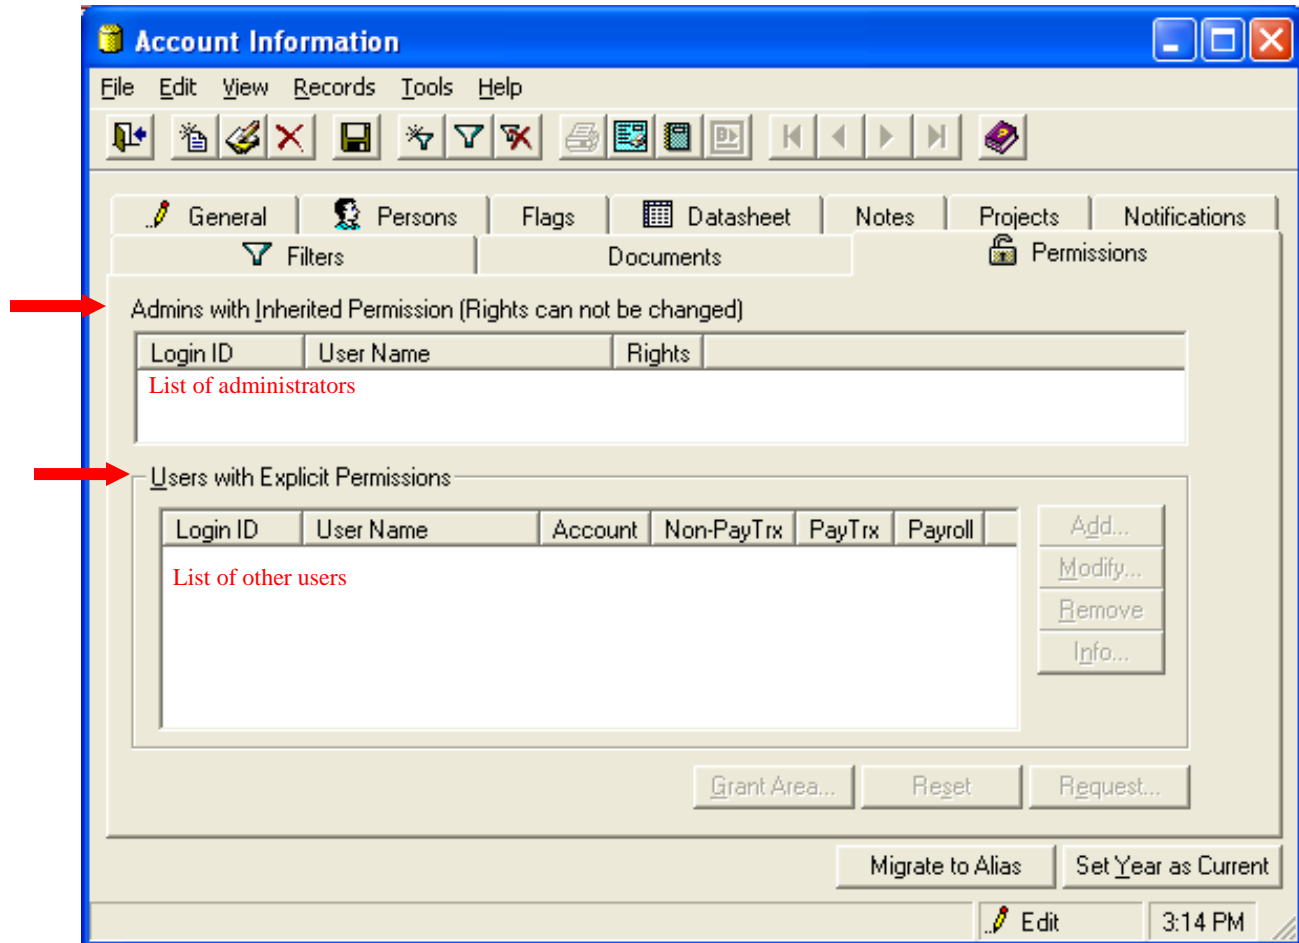 Account Information
File Edit View Records Tools Help
General Persons Flags Datasheet Notes Projects Notifications
Filters Documents Permissions
Admins with Inherited Permission (Rights can not be changed)
Login ID User Name Rights
List of administrators
Users with Explicit Permissions
Login ID User Name Account Non-PayTrx PayTrx Payroll
Add...
List of other users
Modify...
Remove
Info...
Grant Area... Reset Request...
Migrate to Alias Set Year as Current
Edit 3:14 PM